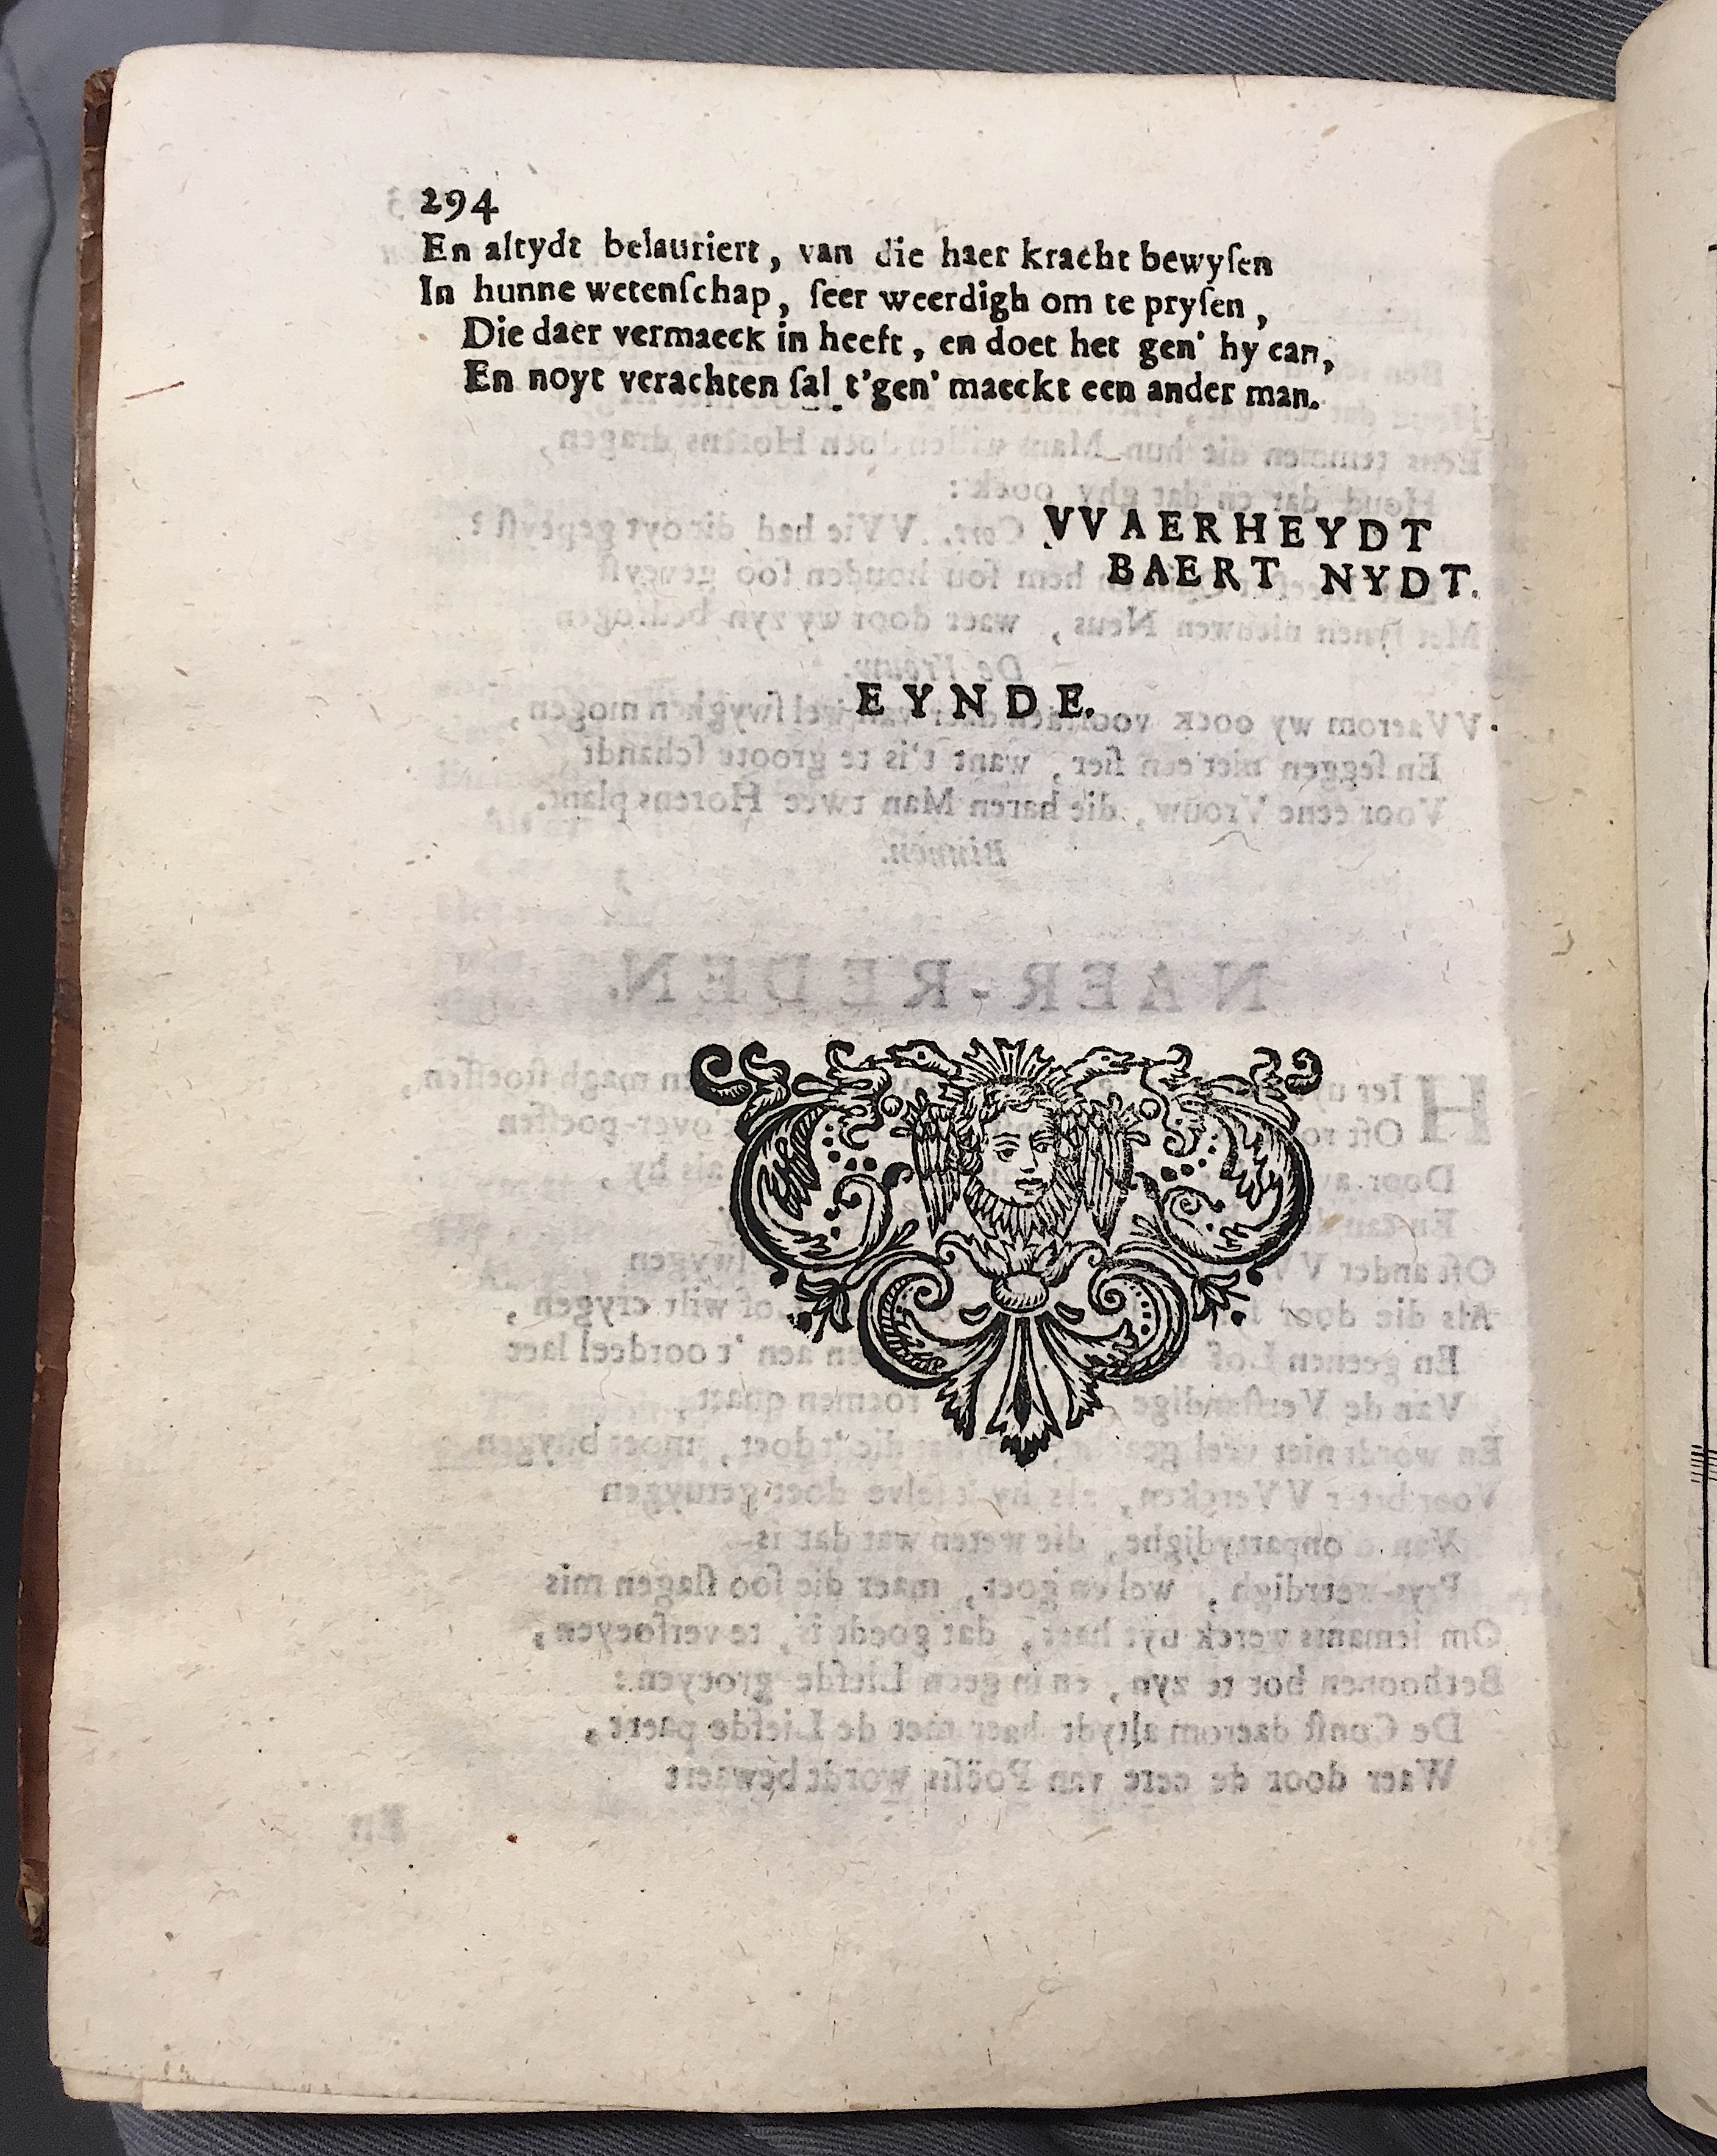 294
En altydt belauriert, van die haer kracht bewyſen
In hunne wetenſchap, ſeer weerdigh om te pryſen,
Die daer vermaeck in heeft, en doet het gen' hy can,
En noyt verachten ſal t'gen' maeckt een ander man.
VVAERHEYDT
BAERT NYDT.
EYNDE.